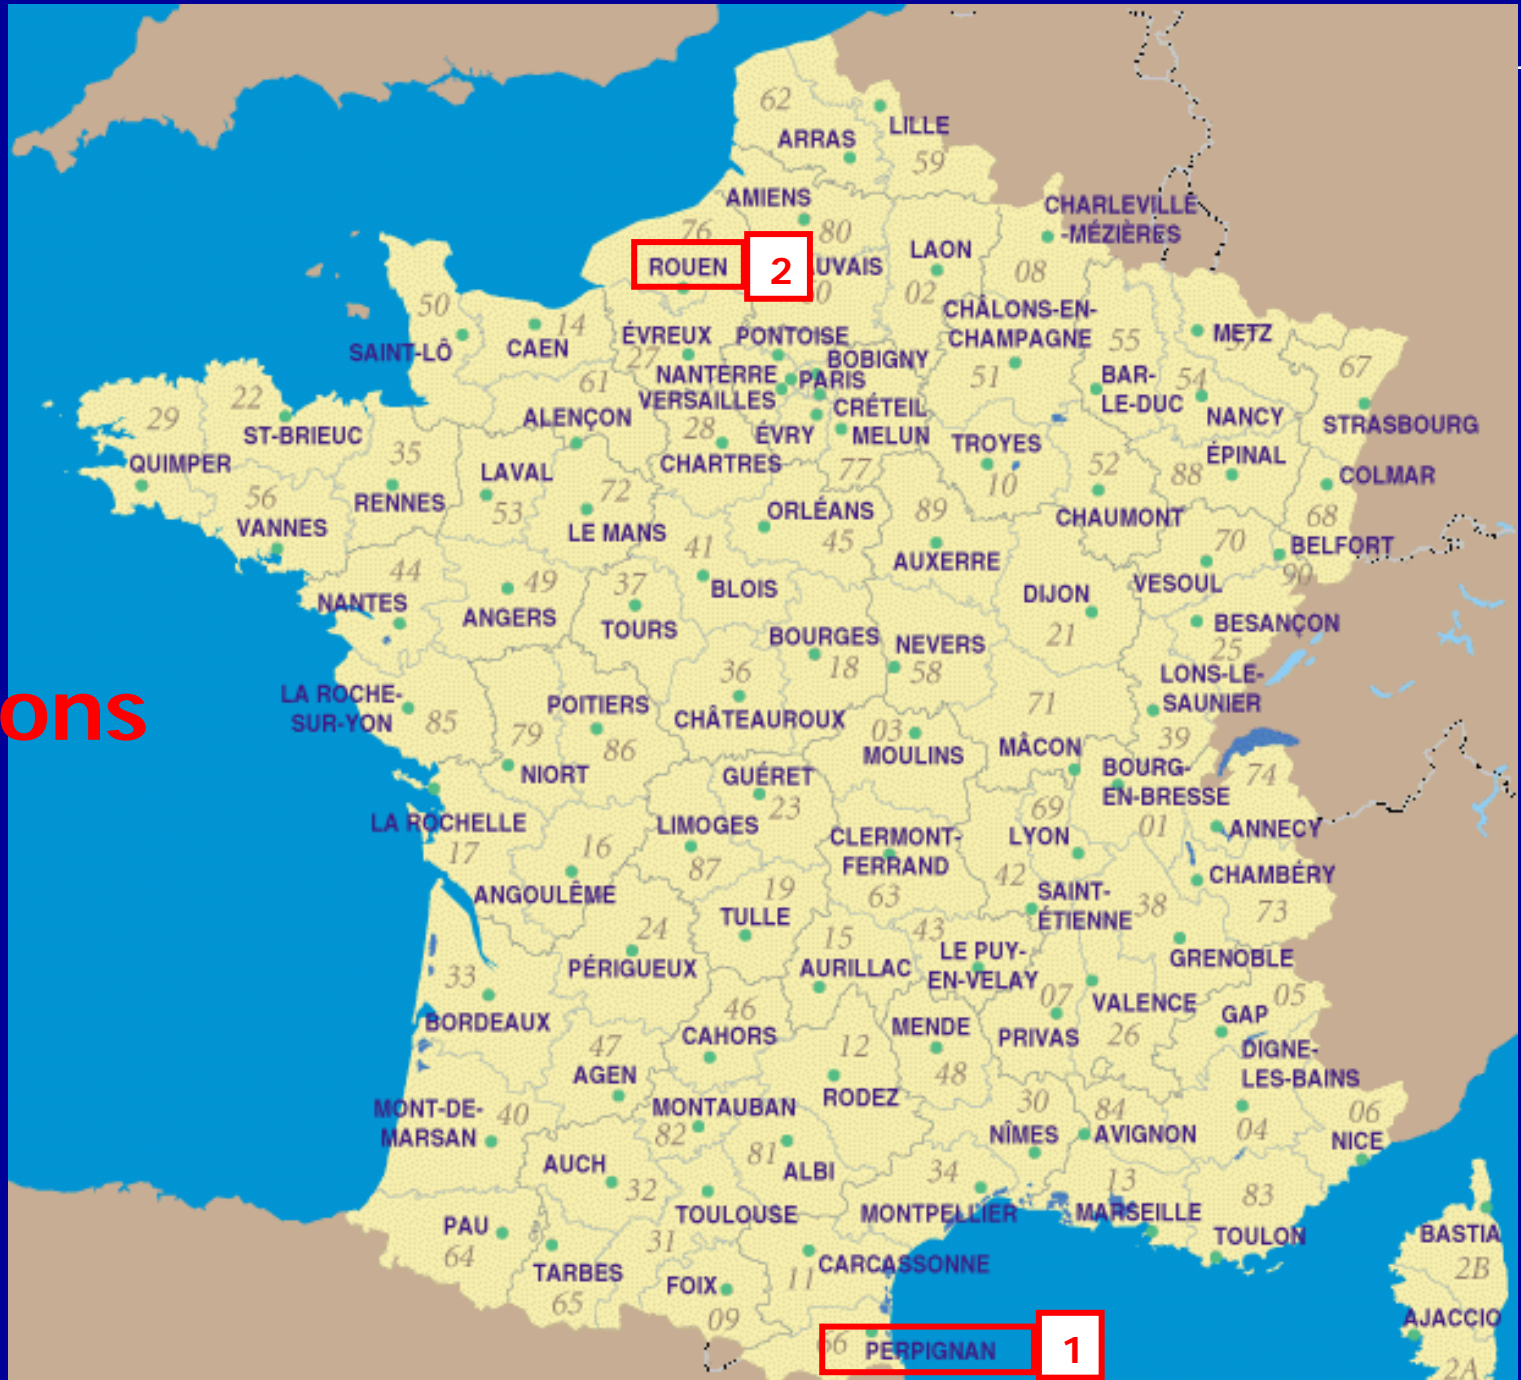 62
LILLE
ARRAS
59
AMIENS
CHARLEVILLE
-MÉZIÈRES
76
80
ROUEN
2
UVAIS
LAON
08
02
50
14
CHÂLONS-EN-
CHAMPAGNE
55
METZ
SAINT-LÔ
CAEN
ÉVREUX
27
PONTOISE
BOBIGNY
67
61
NANTERRE
PARIS
VERSAILLES
51
BAR-
LE-DUC
54
NANCY
29
22
ST-BRIEUC
ALENÇON
28
ÉVRY
CRÉTEIL
MELUN
TROYES
STRASBOURG
QUIMPER
35
LAVAL
CHARTRES
77
52
88
ÉPINAL
COLMAR
56
RENNES
53
72
10
VANNES
LE MANS
ORLÉANS
45
89
CHAUMONT
68
BELFORT
41
AUXERRE
70
90
44
49
37
BLOIS
DIJON
VESOUL
NANTES
ANGERS
TOURS
BOURGES
NEVERS
21
BESANÇON
25
36
18
58
LONS-LE-
SAUNIER
ons
LA ROCHE-
SUR-YON
85
79
POITIERS
86
CHÂTEAUROUX
03
MOULINS
71
MÂCON
39
NIORT
GUÉRET
23
BOURG-
EN-BRESSE
74
LA ROCHELLE
17
16
LIMOGES
87
CLERMONT-
FERRAND
69
LYON
01
ANNECY
ANGOULÊME
19
63
42
SAINT-
ÉTIENNE
38
CHAMBÉRY
73
24
TULLE
15
43
PÉRIGUEUX
AURILLAC
LE PUY-
EN-VELAY
GRENOBLE
33
46
07
VALENCE
05
BORDEAUX
CAHORS
12
MENDE
PRIVAS
26
GAP
47
AGEN
48
DIGNE-
LES-BAINS
MONT-DE-
MARSAN
40
MONTAUBAN
82
RODEZ
30
NÎMES
84
AVIGNON
04
06
NICE
AUCH
32
81
ALBI
34
13
83
PAU
64
TOULOUSE
31
MONTPELLIER
MARSEILLE
TOULON
BASTIA
2B
TARBES
65
FOIX
09
11
CARCASSONNE
AJACCIO
2A
66
PERPIGNAN
1